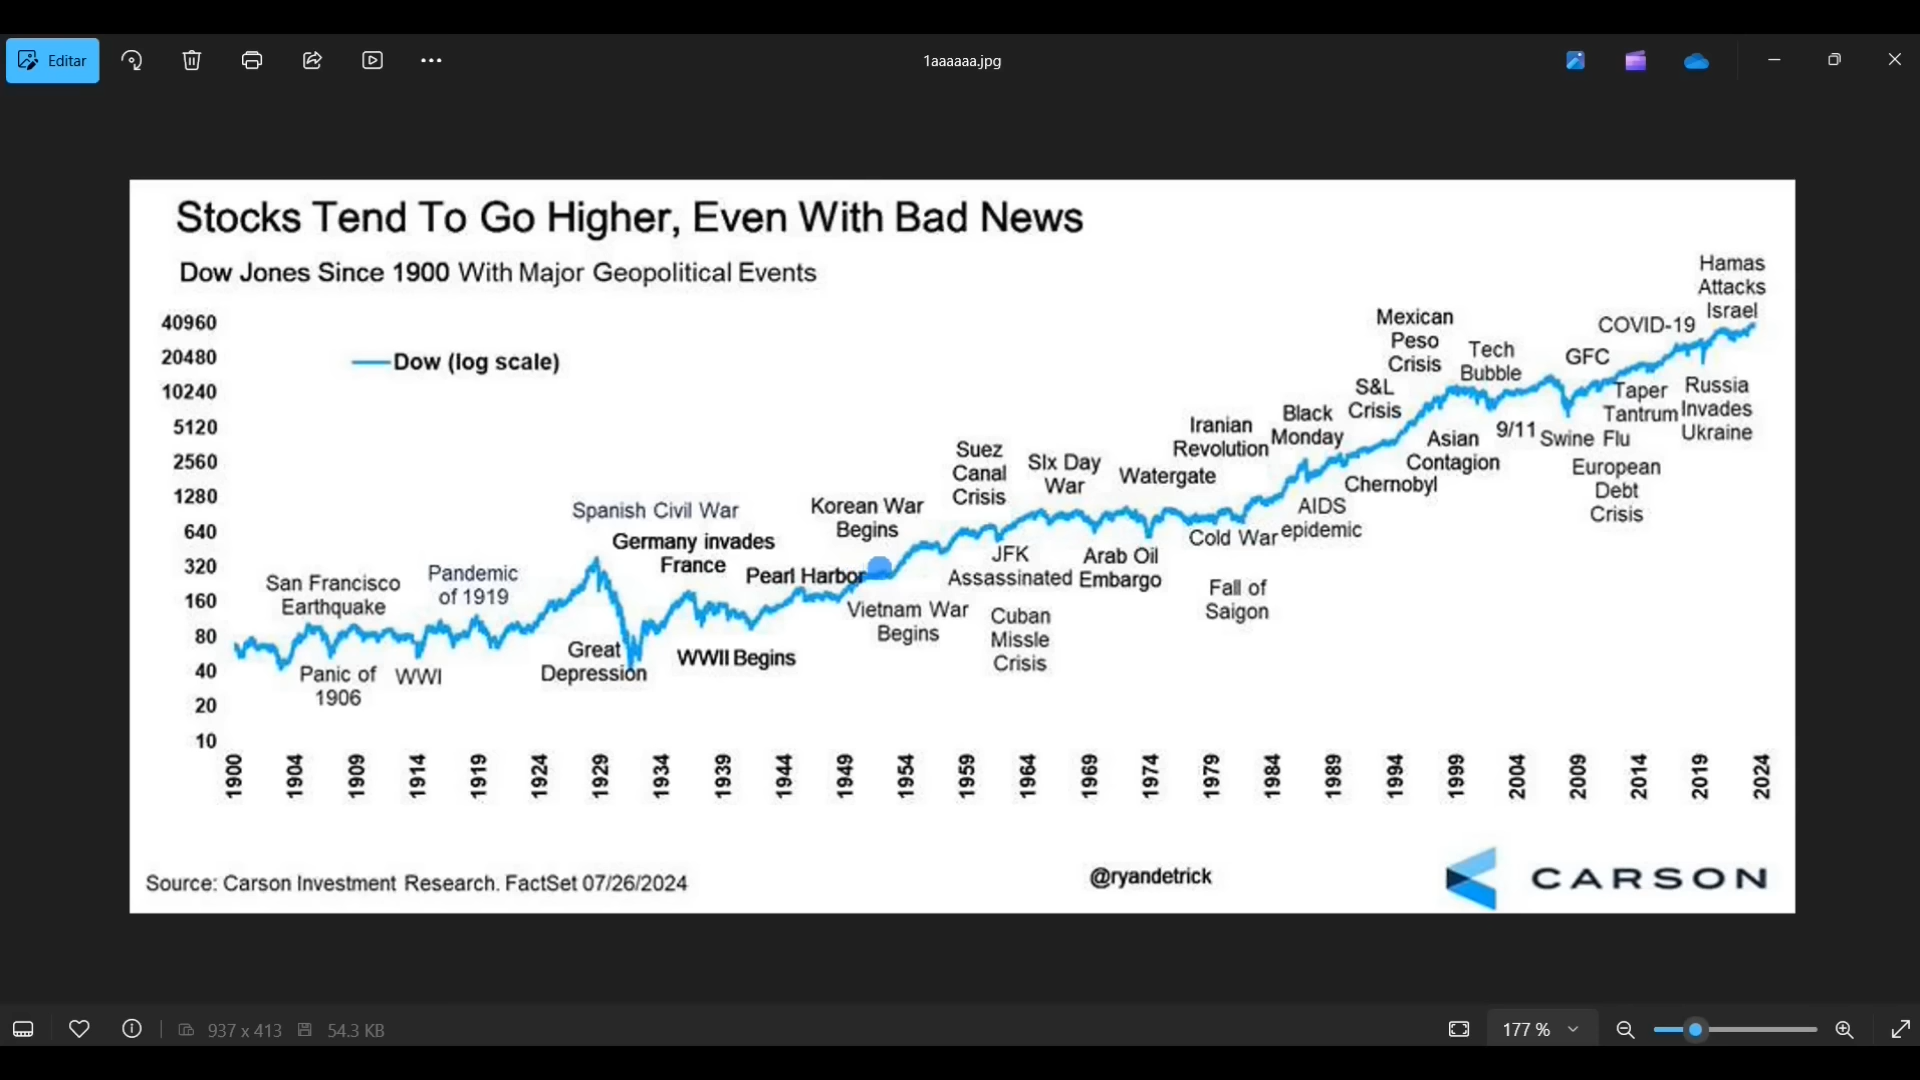 Editar
1aaaaaa.jpg
Stocks Tend To Go Higher, Even With Bad News
Dow Jones Since 1900 With Major Geopolitical Events
40960
20480
10240
5120
2560
1280
640
320
160
80
40
20
10
Dow (log scale)
San Francisco
Earthquake
Panic of
1906
WWI
Pandemic
of 1919
Great
Depression
Spanish Civil War
Germany invades
France
WWII Begins
Pearl Harbor
Korean War
Begins
Vietnam War
Begins
Suez
Canal
Crisis
JFK
Assassinated
Cuban
Missle
Crisis
SIx Day
War
Arab Oil
Embargo
Watergate
Iranian
Revolution
Cold War
Fall of
Saigon
Black
Monday
AIDS
epidemic
S&L
Crisis
Chernobyl
Mexican
Peso
Crisis
Asian
Contagion
Tech
Bubble
9/11
GFC
Swine Flu
European
Debt
Crisis
Taper
Tantrum
COVID-19
Russia
Invades
Ukraine
Hamas
Attacks
Israel
1900 1904 1909 1914 1919 1924 1929 1934 1939 1944 1949 1954 1959 1964 1969 1974 1979 1984 1989 1994 1999 2004 2009 2014 2019 2024
Source: Carson Investment Research. FactSet 07/26/2024
@ryandetrick
CARSON
937 x 413
54.3 KB
177 %